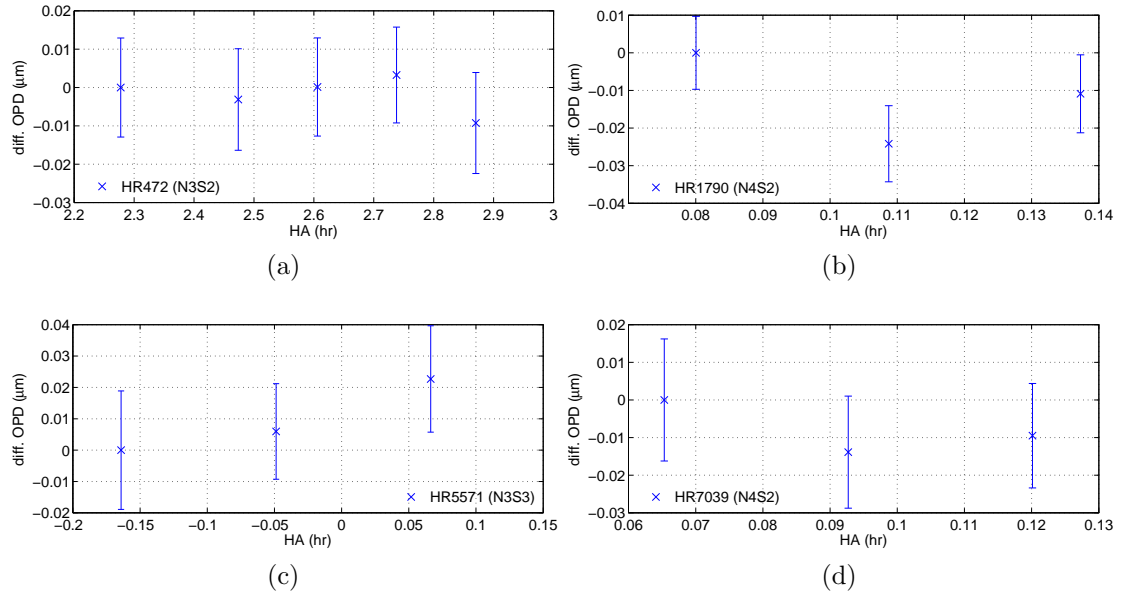 0.02
0.01
0
−0.01
−0.02
−0.03
diff. OPD (µm)
× HR472 (N3S2)
2.2 2.3 2.4 2.5 2.6 2.7 2.8 2.9 3
HA (hr)
(a)
0.01
0
−0.01
−0.02
−0.03
−0.04
diff. OPD (µm)
× HR1790 (N4S2)
0.08 0.09 0.1 0.11 0.12 0.13 0.14
HA (hr)
(b)
0.04
0.03
0.02
0.01
0
−0.01
−0.02
diff. OPD (µm)
× HR5571 (N3S3)
−0.2 −0.15 −0.1 −0.05 0 0.05 0.1 0.15
HA (hr)
(c)
0.02
0.01
0
−0.01
−0.02
−0.03
diff. OPD (µm)
× HR7039 (N4S2)
0.06 0.07 0.08 0.09 0.1 0.11 0.12 0.13
HA (hr)
(d)